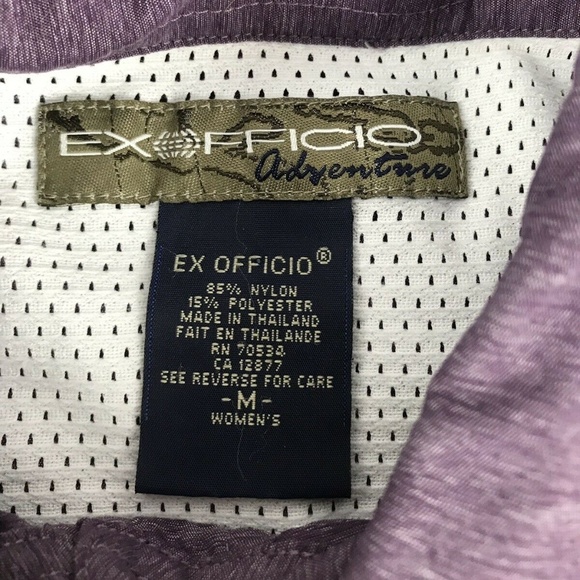 EXOFFICIO
Adventure
EX OFFICIO®
85% NYLON
15% POLYESTER
MADE IN THAILAND
FAIT EN THAILANDE
RN 70534
CA 12877
SEE REVERSE FOR CARE
-M-
WOMEN'S